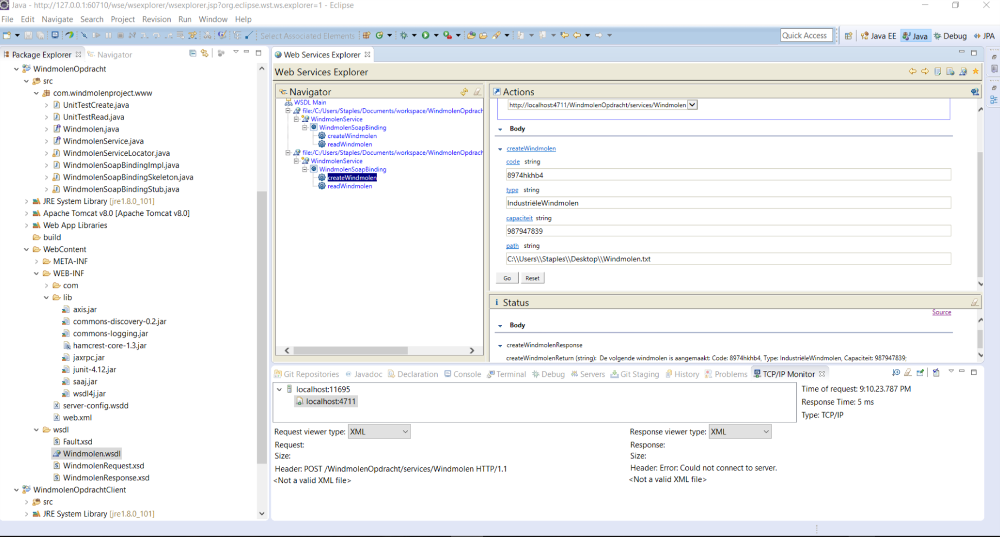 Java - http://127.0.0.1:60710/wse/wsexplorer/wsexplorer.jsp?org.eclipse.wst.ws.explorer=1 - Eclipse
File Edit Navigate Search Project Revision Run Window Help
Select Associated Elements
Quick Access
Java EE Java Debug JPA
Package Explorer Navigator
WindmolenOpdracht
src
com.windmolenproject.www
UnitTestCreate.java
UnitTestRead.java
Windmolen.java
WindmolenService.java
WindmolenServiceLocator.java
WindmolenSoapBindingImpl.java
WindmolenSoapBindingSkeleton.java
WindmolenSoapBindingStub.java
JRE System Library [jre1.8.0_101]
Apache Tomcat v8.0 [Apache Tomcat v8.0]
Web App Libraries
build
WebContent
META-INF
WEB-INF
com
lib
axis.jar
commons-discovery-0.2.jar
commons-logging.jar
hamcrest-core-1.3.jar
jaxrpc.jar
junit-4.12.jar
saaj.jar
wsdl4j.jar
server-config.wsdd
web.xml
wsdl
Fault.xsd
Windmolen.wsdl
WindmolenRequest.xsd
WindmolenResponse.xsd
WindmolenOpdrachtClient
src
JRE System Library [jre1.8.0_101]
Web Services Explorer
Web Services Explorer
Navigator
WSDL Main
file:/C:/Users/Staples/Documents/workspace/WindmolenOpdrach
WindmolenService
WindmolenSoapBinding
createWindmolen
readWindmolen
file:/C:/Users/Staples/Documents/workspace/WindmolenOpdrach
WindmolenService
WindmolenSoapBinding
createWindmolen
readWindmolen
Actions
http://localhost:4711/WindmolenOpdracht/services/Windmolen
Body
createWindmolen
code string
8974hkhb4
type string
IndustriëleWindmolen
capaciteit string
987947839
path string
C:\\Users\\Staples\\Desktop\\Windmolen.txt
Go Reset
Status
Source
Body
createWindmolenResponse
createWindmolenReturn (string): De volgende windmolen is aangemaakt: Code: 8974hkhb4, Type: IndustriëleWindmolen, Capaciteit: 987947839;
Git Repositories Javadoc Declaration Console Terminal Debug Servers Git Staging History Problems TCP/IP Monitor
localhost:11695
localhost:4711
Time of request: 9:10.23.787 PM
Response Time: 5 ms
Type: TCP/IP
Request viewer type: XML
Request:
Size:
Header: POST /WindmolenOpdracht/services/Windmolen HTTP/1.1
<Not a valid XML file>
Response viewer type: XML
Response:
Size:
Header: Error: Could not connect to server.
<Not a valid XML file>